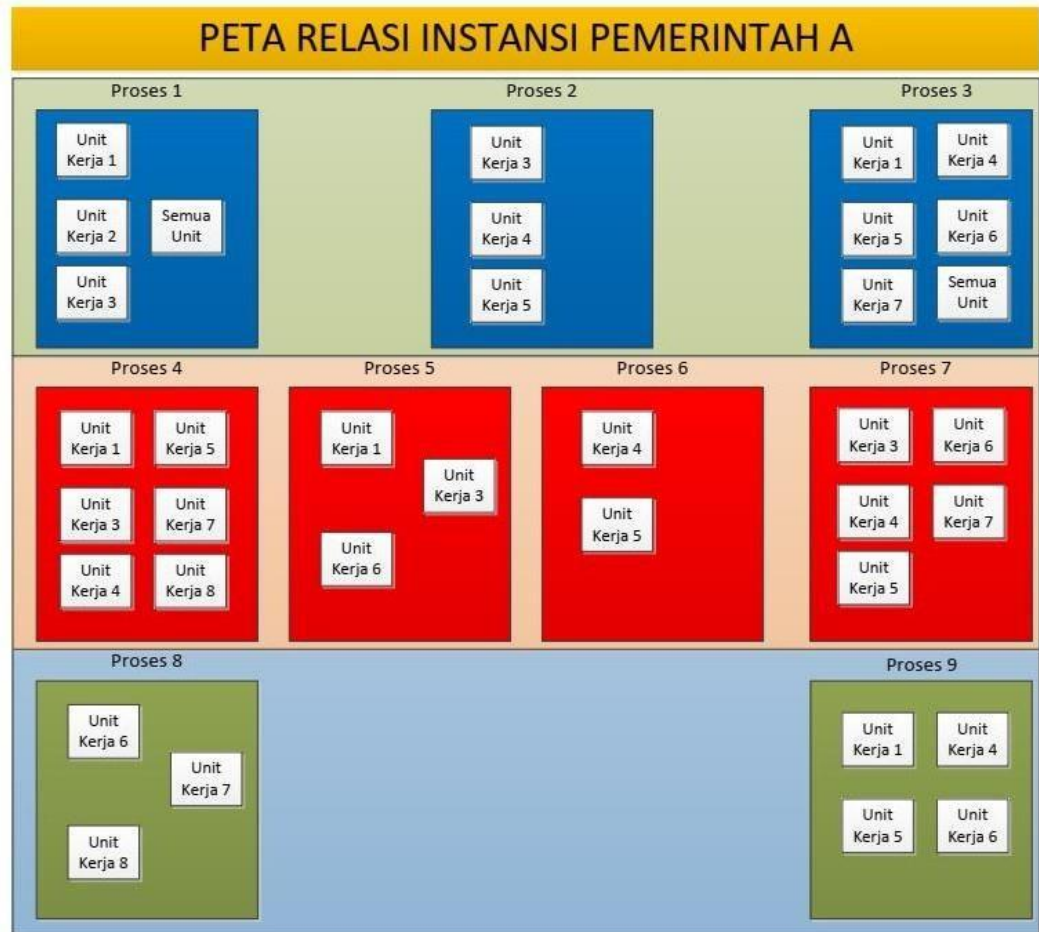 PETA RELASI INSTANSI PEMERINTAH A
Proses 1
Unit
Kerja 1
Unit
Kerja 2
Semua
Unit
Unit
Kerja 3
Proses 2
Unit
Kerja 3
Unit
Kerja 4
Unit
Kerja 5
Proses 3
Unit
Kerja 1
Unit
Kerja 4
Unit
Kerja 5
Unit
Kerja 6
Unit
Kerja 7
Semua
Unit
Proses 4
Unit
Kerja 1
Unit
Kerja 5
Unit
Kerja 3
Unit
Kerja 7
Unit
Kerja 4
Unit
Kerja 8
Proses 5
Unit
Kerja 1
Unit
Kerja 3
Unit
Kerja 6
Proses 6
Unit
Kerja 4
Unit
Kerja 5
Proses 7
Unit
Kerja 3
Unit
Kerja 6
Unit
Kerja 4
Unit
Kerja 7
Unit
Kerja 5
Proses 8
Unit
Kerja 6
Unit
Kerja 7
Unit
Kerja 8
Proses 9
Unit
Kerja 1
Unit
Kerja 4
Unit
Kerja 5
Unit
Kerja 6